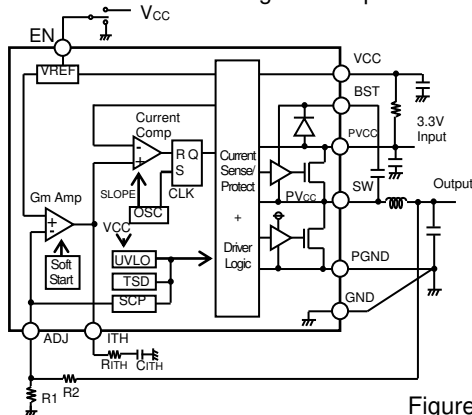 VCC
EN
VREF
VCC
BST
Current
Comp
3.3V
Input
PVCC
R Q
S
Current
Sense/
Protect
+
Driver
Logic
Gm Amp
SLOPE
CLK
OSC
VCC
PVCC
SW
Output
UVLO
TSD
SCP
Soft
Start
PGND
GND
ADJ
ITH
RITH
CITH
R2
R1
Figure